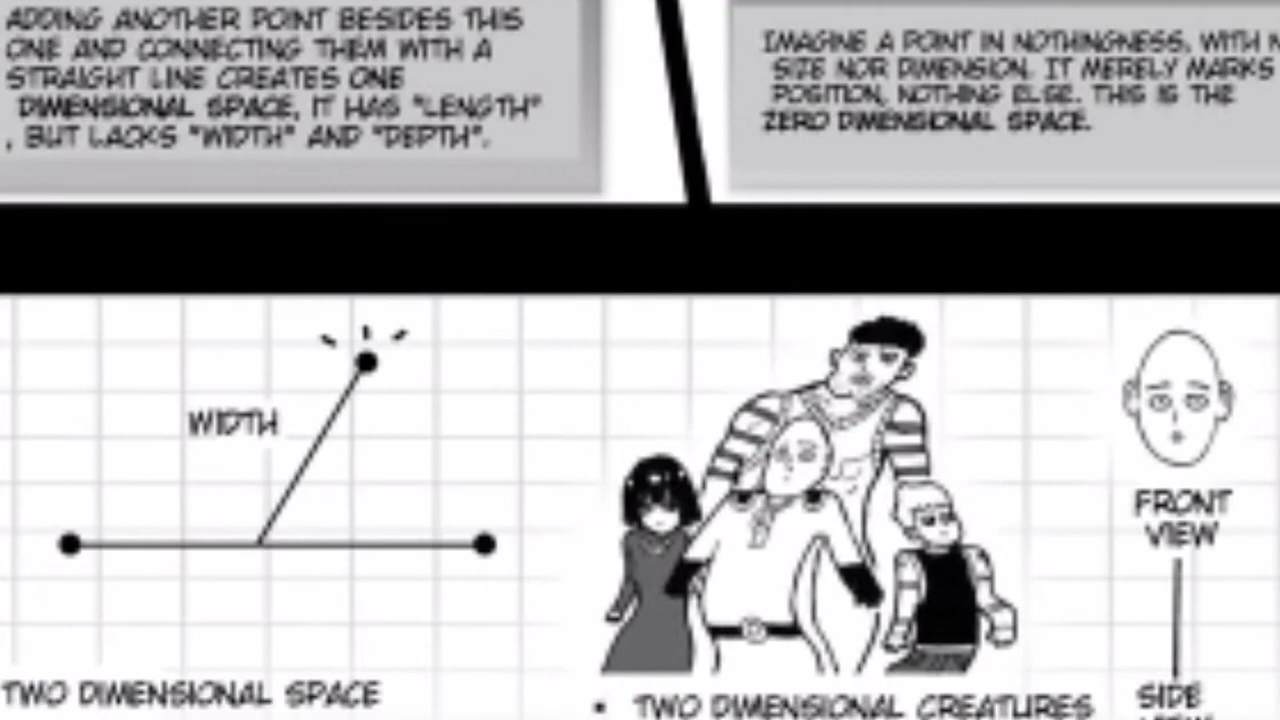 ADDING ANOTHER POINT BESIDES THIS
ONE AND CONNECTING THEM WITH A
STRAIGHT LINE CREATES ONE
DIMENSIONAL SPACE, IT HAS "LENGTH"
, BUT LACKS "WIDTH" AND "DEPTH".
IMAGINE A POINT IN NOTHINGNESS, WITH
SIZE NOR DIMENSION. IT MERELY MARKS
POSITION, NOTHING ELSE. THIS IS THE
ZERO DIMENSIONAL SPACE.
WIDTH
TWO DIMENSIONAL SPACE
• TWO DIMENSIONAL CREATURES
FRONT
VIEW
SIDE